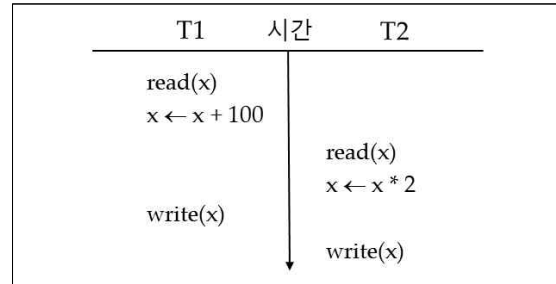 T1 시간 T2
read(x)
x ← x + 100
read(x)
x ← x * 2
write(x)
write(x)